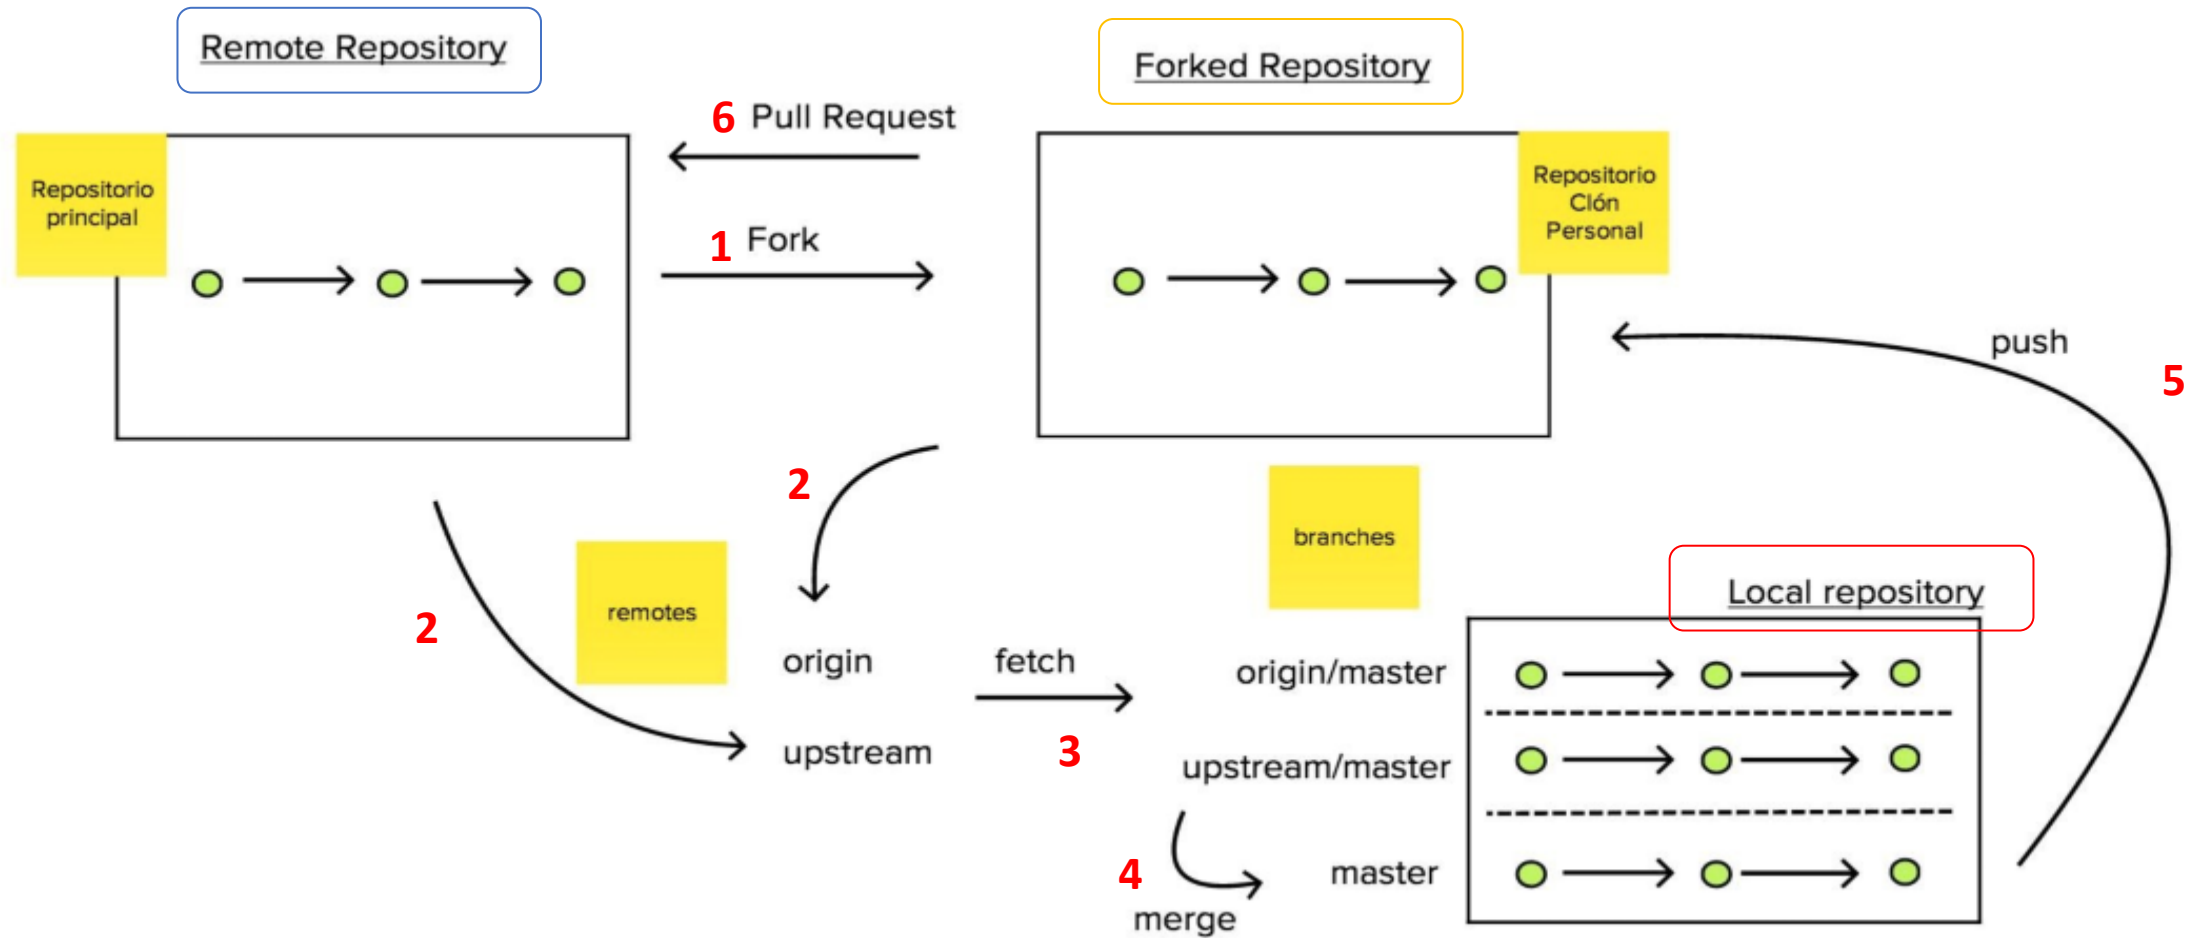 Remote Repository
Forked Repository
6 Pull Request
Repositorio
principal
Repositorio
Clón
Personal
1 Fork
push
5
2
branches
2
remotes
Local repository
origin
fetch
origin/master
upstream
3
upstream/master
4
merge
master